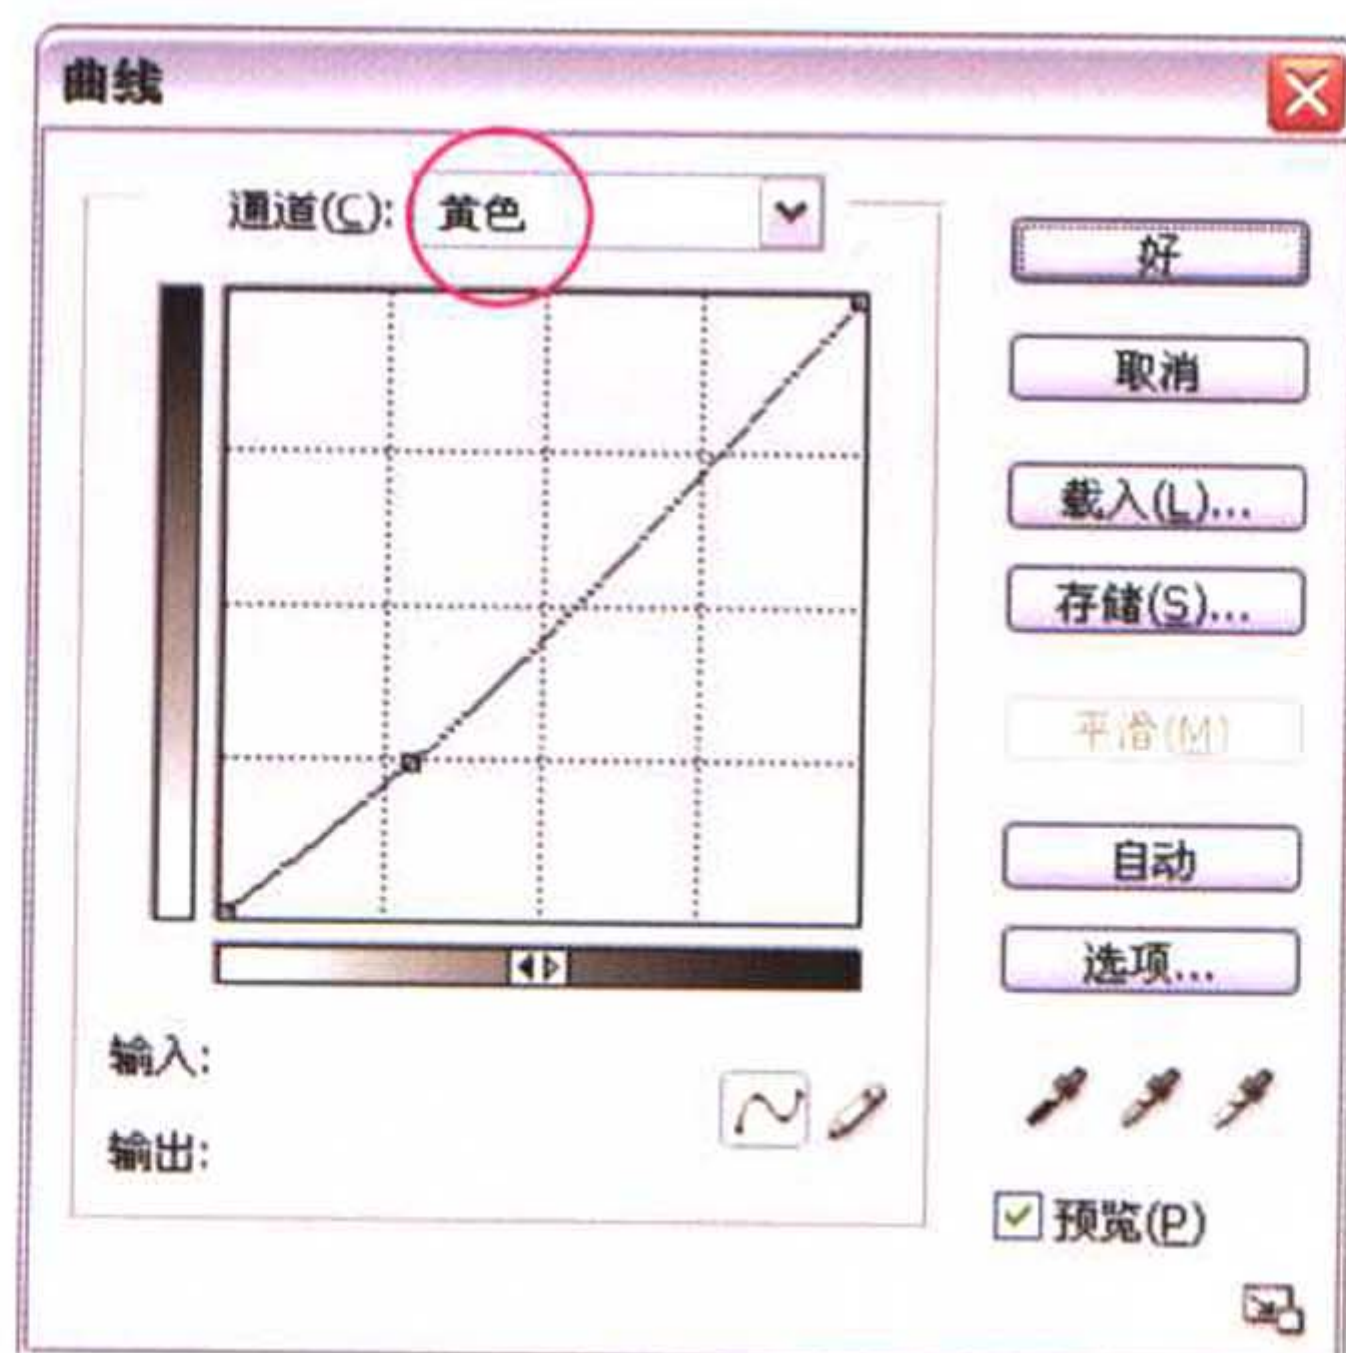 曲线
通道(C): 黄色
好
取消
载入(L)...
存储(S)...
平滑(M)
自动
选项...
输入:
输出:
预览(P)